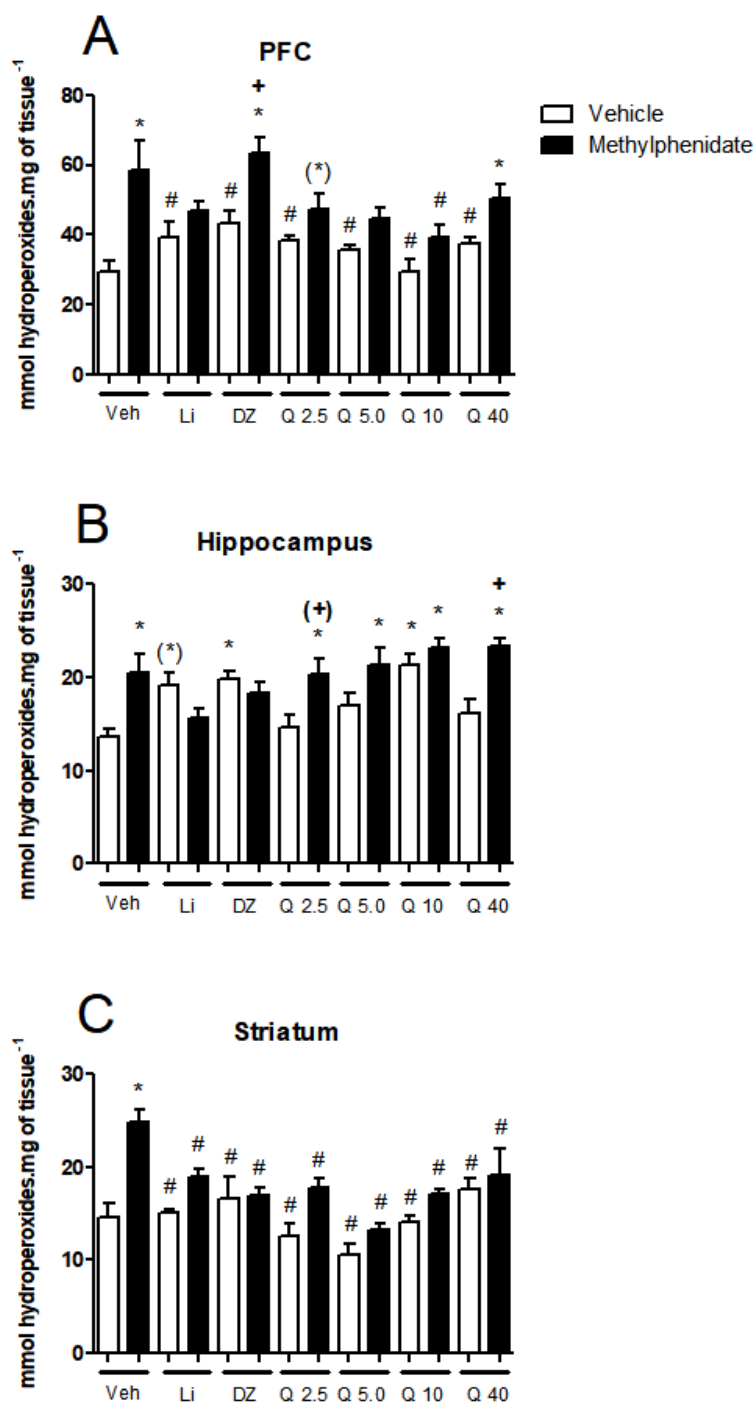 A
PFC
mmol hydroperoxides.mg of tissue-1
80
60
40
20
0
* # # + * # (*) # # # # *
Veh Li DZ Q 2.5 Q 5.0 Q 10 Q 40
Vehicle
Methylphenidate
B
Hippocampus
mmol hydroperoxides.mg of tissue-1
30
20
10
0
* (*) * (+) * * * * + *
Veh Li DZ Q 2.5 Q 5.0 Q 10 Q 40
C
Striatum
mmol hydroperoxides.mg of tissue-1
30
20
10
0
* # # # # # # # # # # # #
Veh Li DZ Q 2.5 Q 5.0 Q 10 Q 40